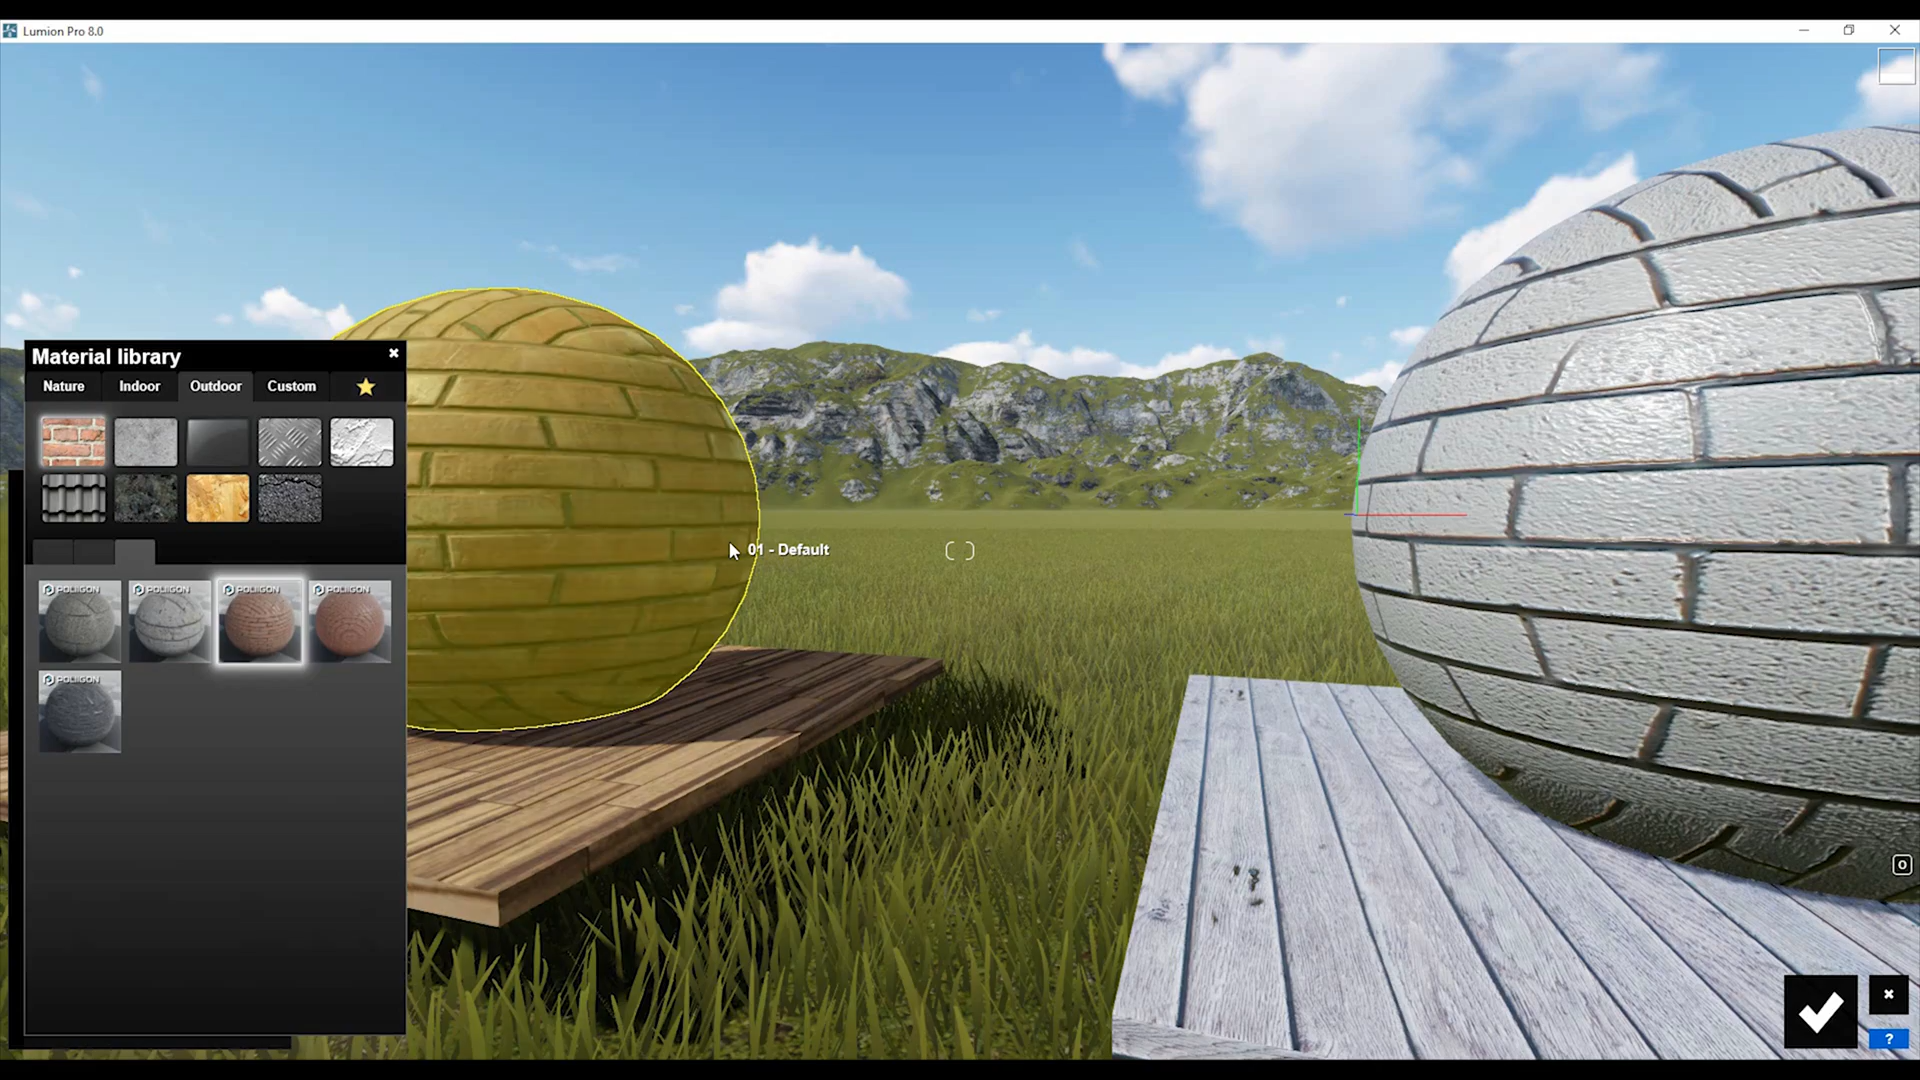 Lumion Pro 8.0
Material library
Nature Indoor Outdoor Custom
01 - Default
POLIIGON POLIIGON POLIIGON POLIIGON
POLIIGON
O
?